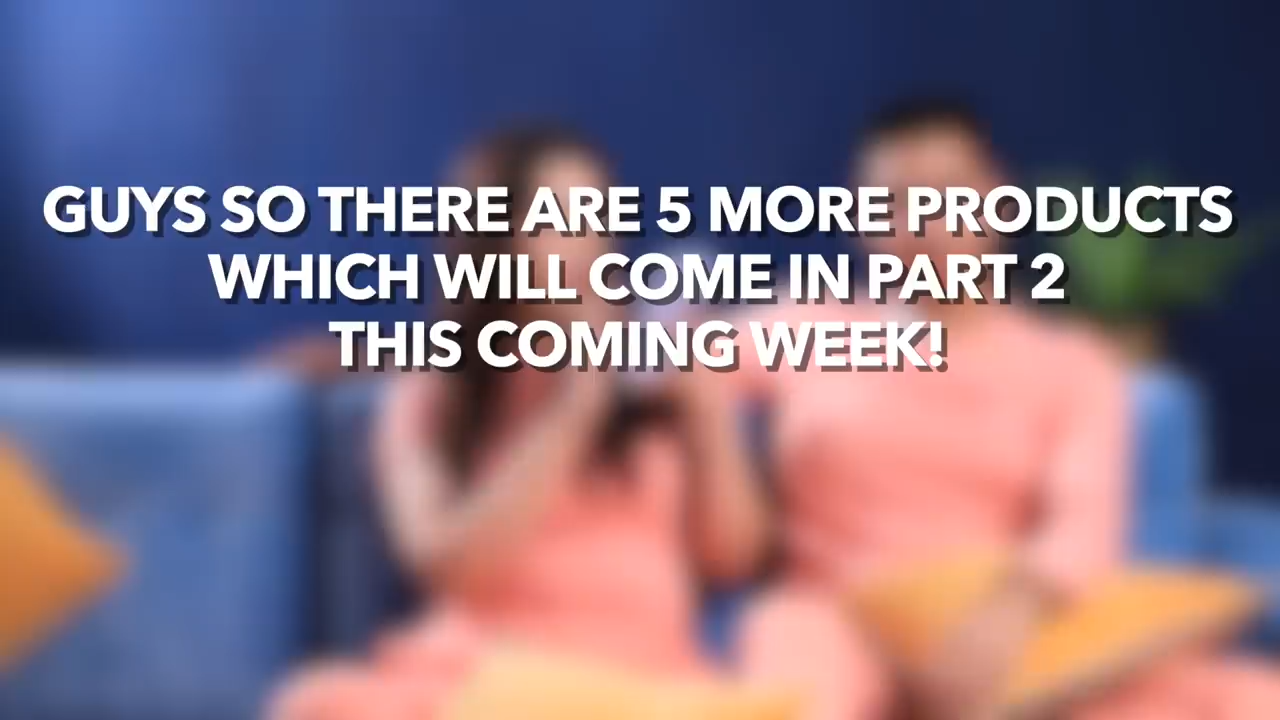 GUYS SO THERE ARE 5 MORE PRODUCTS
WHICH WILL COME IN PART 2
THIS COMING WEEK!